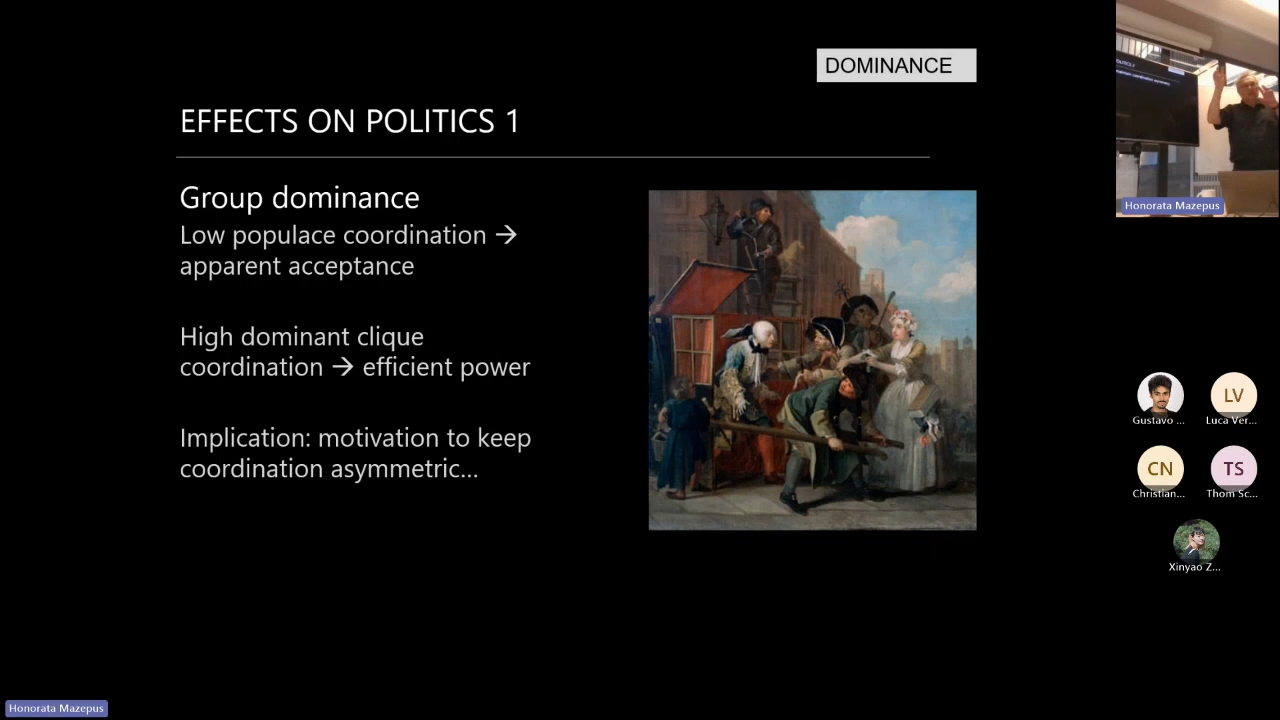 DOMINANCE
EFFECTS ON POLITICS 1
Group dominance
Low populace coordination →
apparent acceptance
High dominant clique
coordination → efficient power
Implication: motivation to keep
coordination asymmetric...
Honorata Mazepus
Gustavo ...
LV
Luca Ver...
CN
Christian...
TS
Thom Sc...
Xinyao Z...
Honorata Mazepus